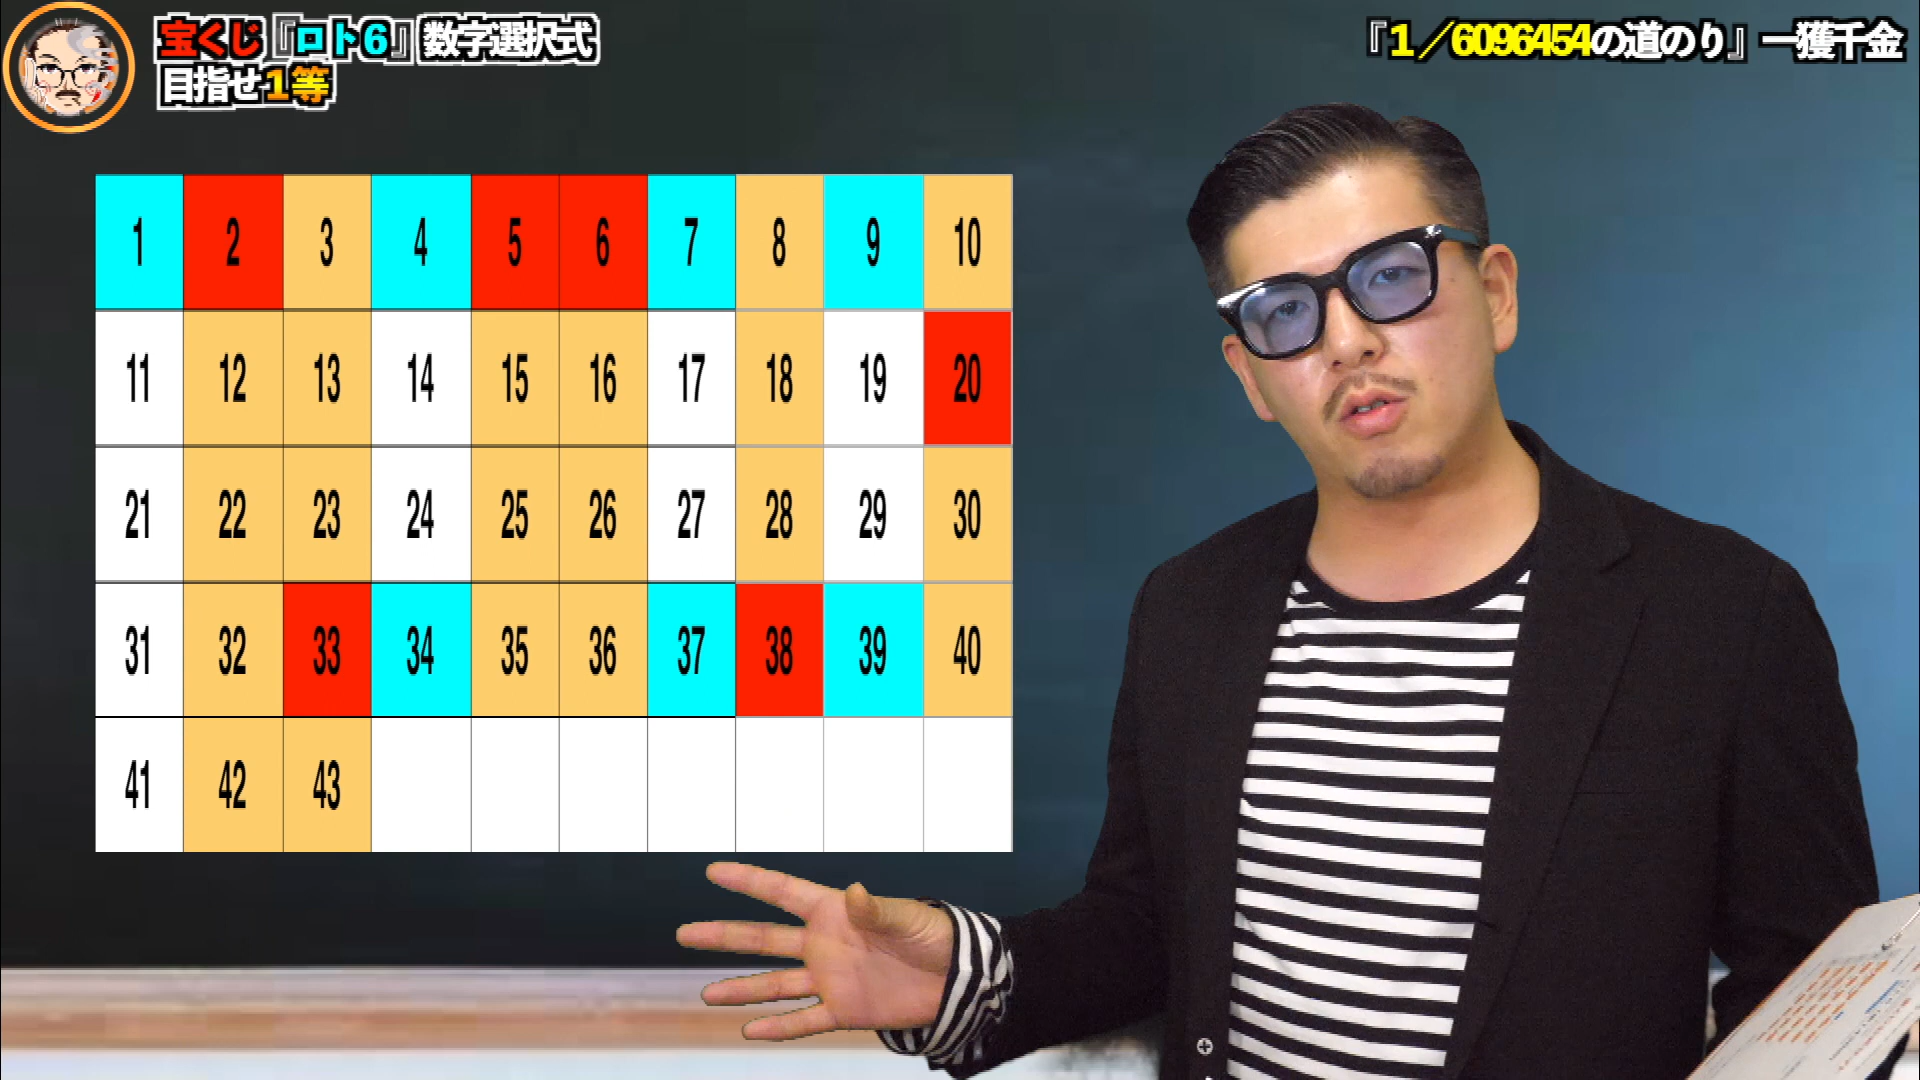 宝くじ『ロト6』数字選択式
目指せ1等
『1／6096454の道のり』一獲千金
1 2 3 4 5 6 7 8 9 10
11 12 13 14 15 16 17 18 19 20
21 22 23 24 25 26 27 28 29 30
31 32 33 34 35 36 37 38 39 40
41 42 43